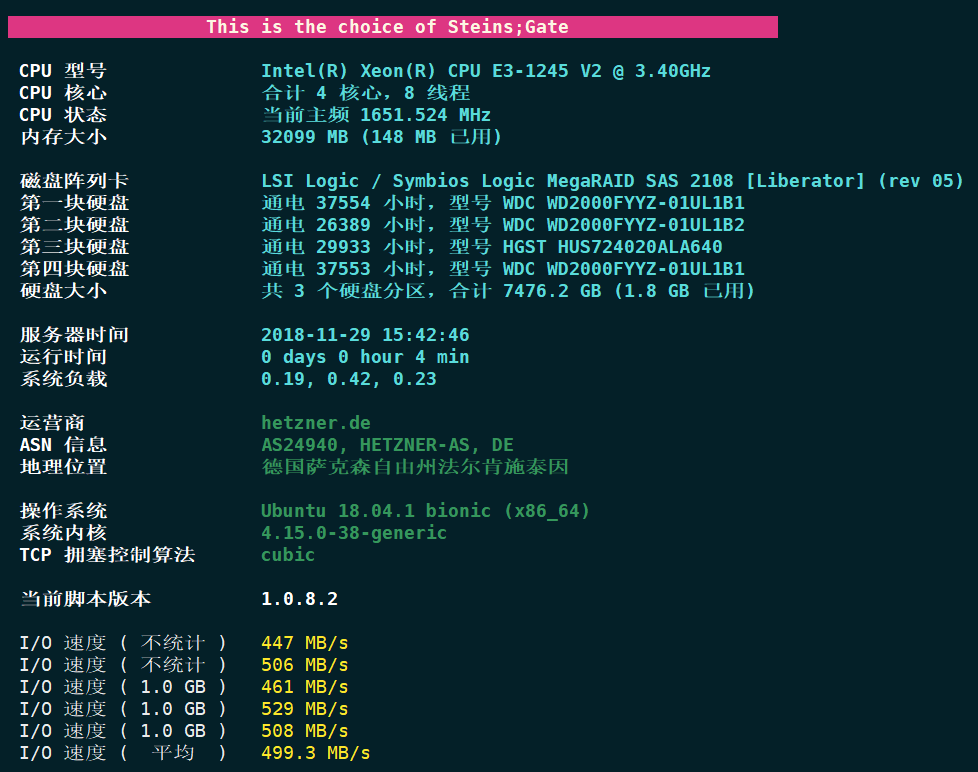 This is the choice of Steins;Gate
CPU 型号 Intel(R) Xeon(R) CPU E3-1245 V2 @ 3.40GHz
CPU 核心 合计 4 核心，8 线程
CPU 状态 当前主频 1651.524 MHz
内存大小 32099 MB (148 MB 已用)
磁盘阵列卡 LSI Logic / Symbios Logic MegaRAID SAS 2108 [Liberator] (rev 05)
第一块硬盘 通电 37554 小时，型号 WDC WD2000FYYZ-01UL1B1
第二块硬盘 通电 26389 小时，型号 WDC WD2000FYYZ-01UL1B2
第三块硬盘 通电 29933 小时，型号 HGST HUS724020ALA640
第四块硬盘 通电 37553 小时，型号 WDC WD2000FYYZ-01UL1B1
硬盘大小 共 3 个硬盘分区，合计 7476.2 GB (1.8 GB 已用)
服务器时间 2018-11-29 15:42:46
运行时间 0 days 0 hour 4 min
系统负载 0.19, 0.42, 0.23
运营商 hetzner.de
ASN 信息 AS24940, HETZNER-AS, DE
地理位置 德国萨克森自由州法尔肯施泰因
操作系统 Ubuntu 18.04.1 bionic (x86_64)
系统内核 4.15.0-38-generic
TCP 拥塞控制算法 cubic
当前脚本版本 1.0.8.2
I/O 速度 ( 不统计 ) 447 MB/s
I/O 速度 ( 不统计 ) 506 MB/s
I/O 速度 ( 1.0 GB ) 461 MB/s
I/O 速度 ( 1.0 GB ) 529 MB/s
I/O 速度 ( 1.0 GB ) 508 MB/s
I/O 速度 ( 平均 ) 499.3 MB/s